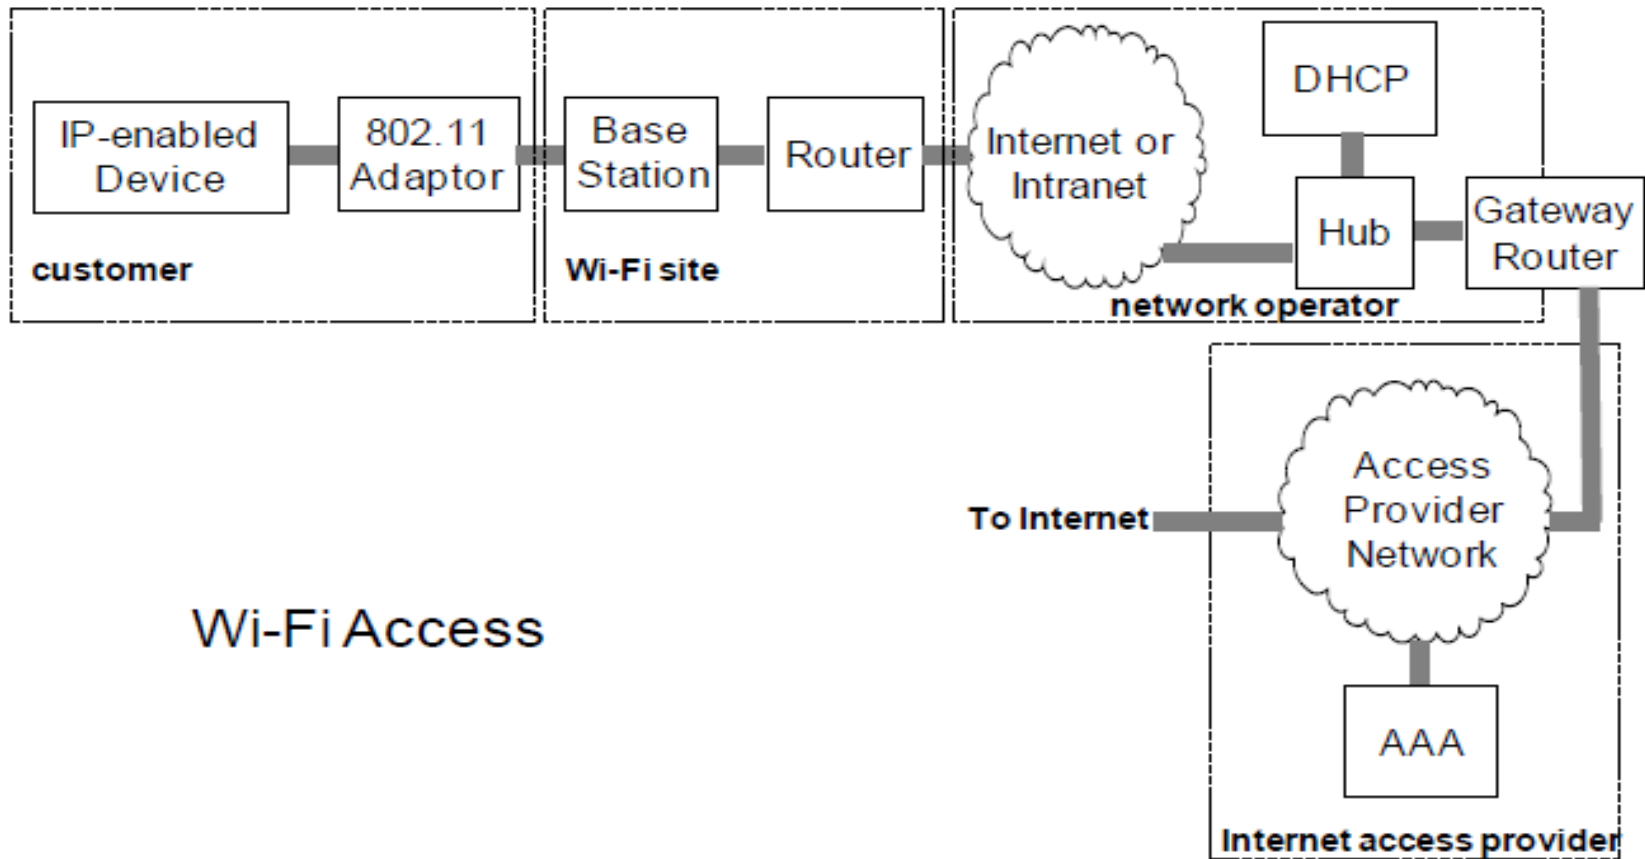 IP-enabled
Device
802.11
Adaptor
customer
Base
Station
Router
Wi-Fi site
Internet or
Intranet
DHCP
Hub
Gateway
Router
network operator
Access
Provider
Network
To Internet
AAA
Internet access provider
Wi-Fi Access